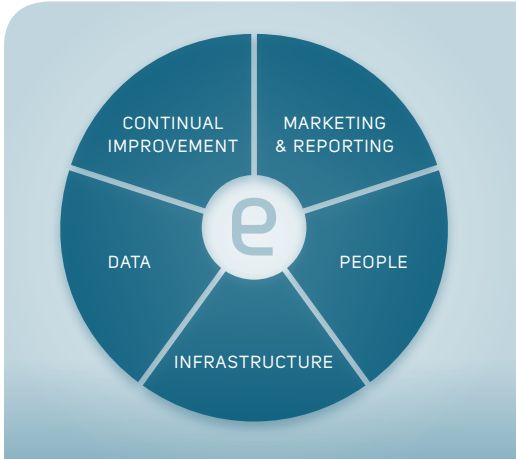 CONTINUAL
IMPROVEMENT
MARKETING
& REPORTING
e
DATA
PEOPLE
INFRASTRUCTURE